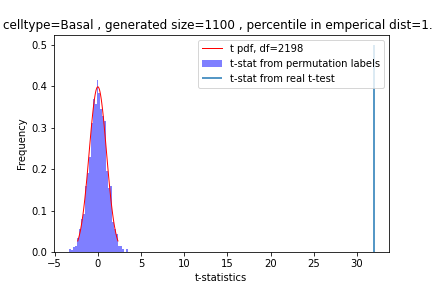 celltype=Basal , generated size=1100 , percentile in emperical dist=1.
t pdf, df=2198
t-stat from permutation labels
t-stat from real t-test
Frequency
0.5
0.4
0.3
0.2
0.1
0.0
−5
0
5
10
15
20
25
30
t-statistics